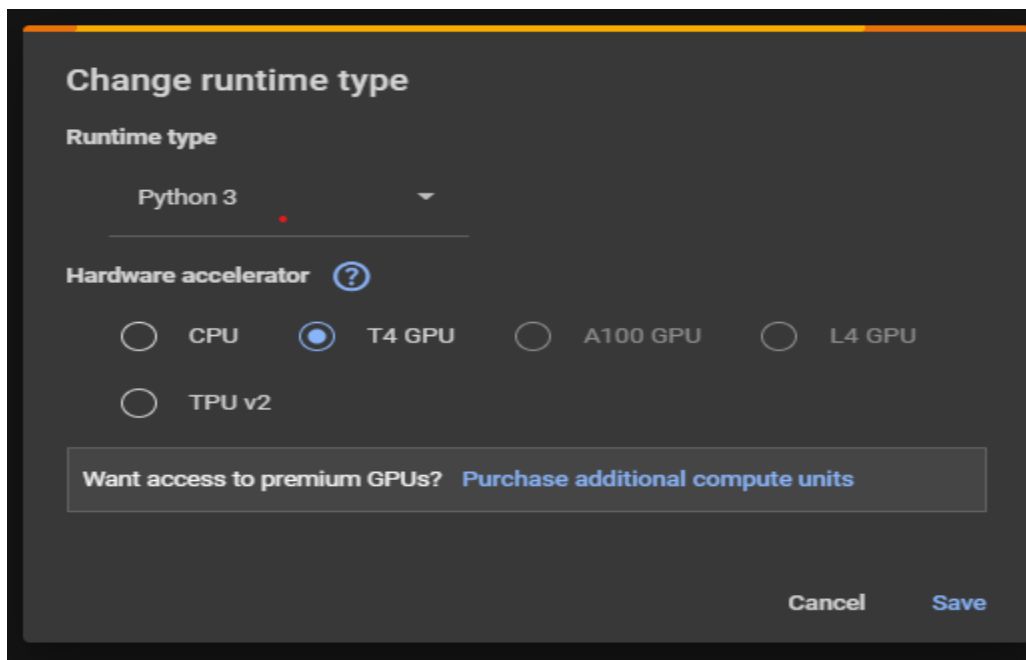 Change runtime type
Runtime type
Python 3
Hardware accelerator ?
CPU T4 GPU A100 GPU L4 GPU
TPU v2
Want access to premium GPUs? Purchase additional compute units
Cancel Save